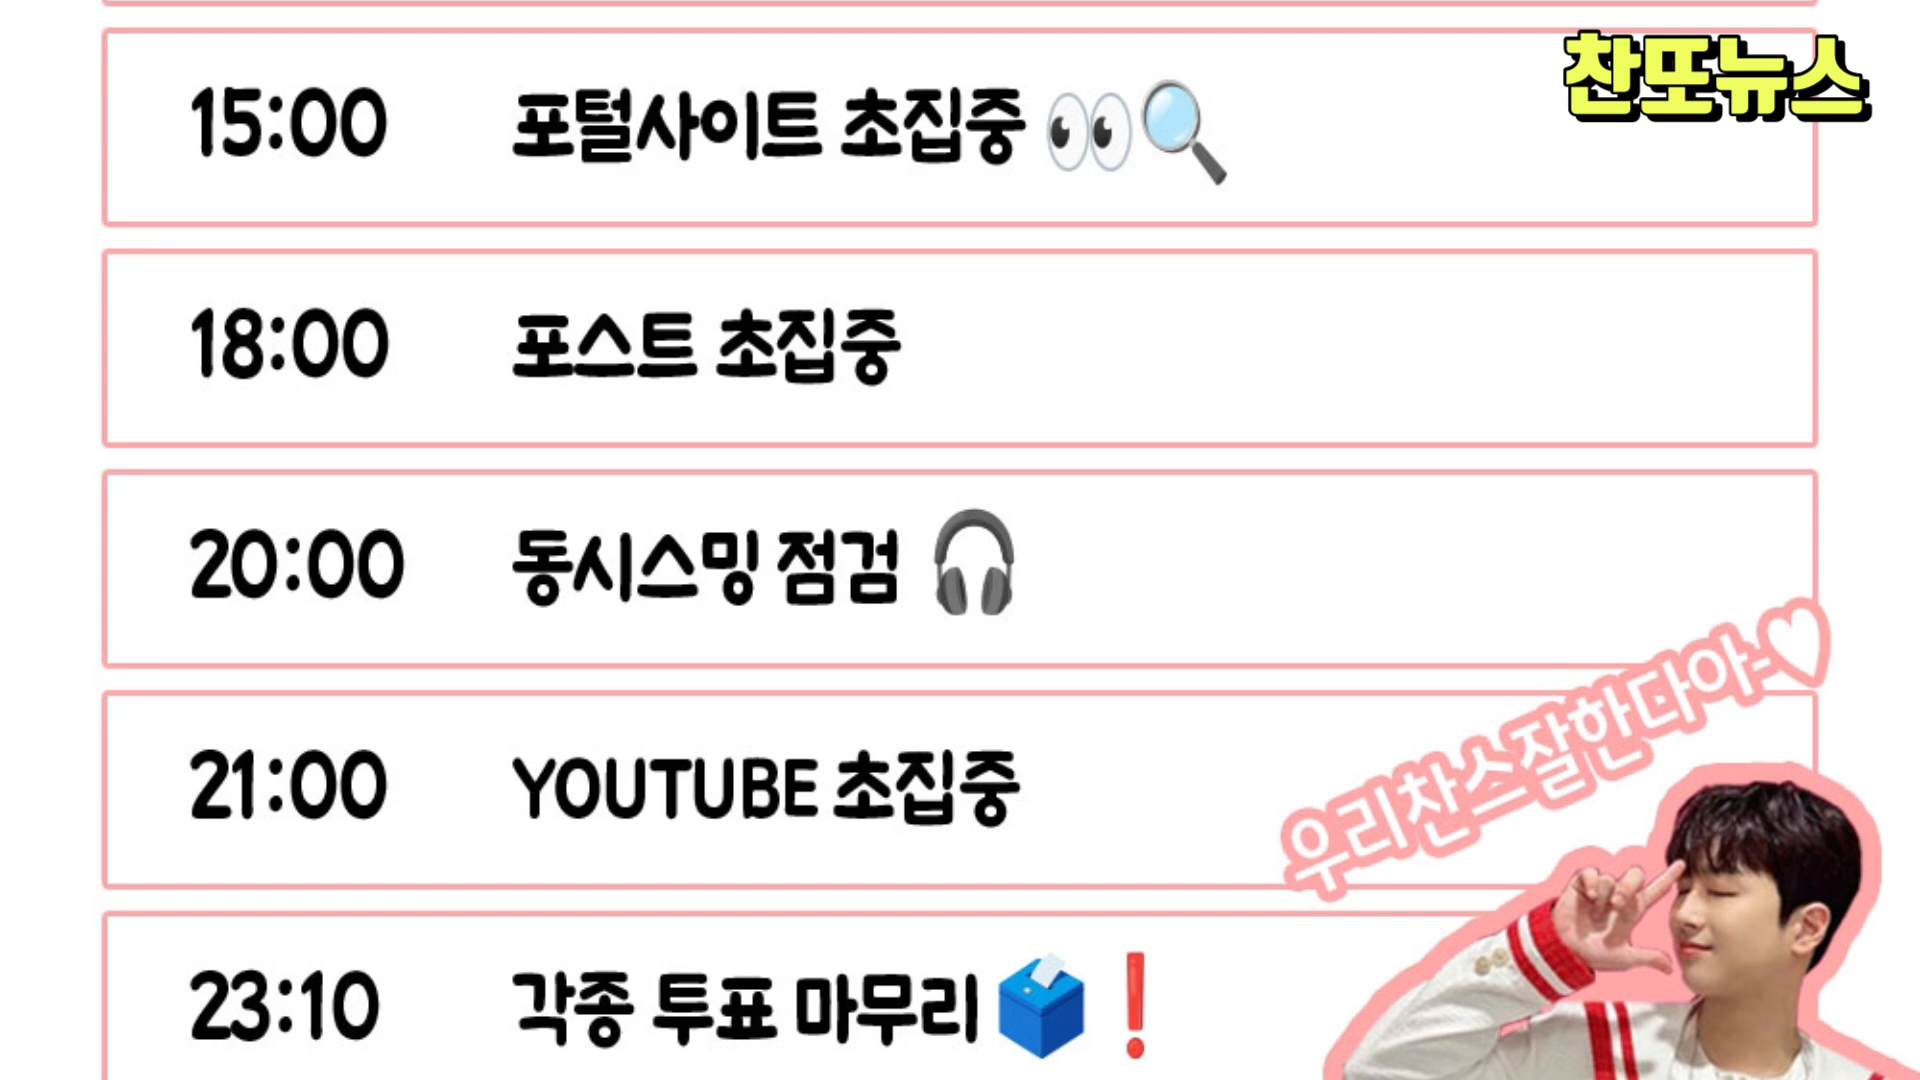 찬또뉴스
15:00 포털사이트 초집중 👀🔍
18:00 포스트 초집중
20:00 동시스밍 점검 🎧
21:00 YOUTUBE 초집중
우리찬스잘한다아-♡
23:10 각종 투표 마무리🗳️❗